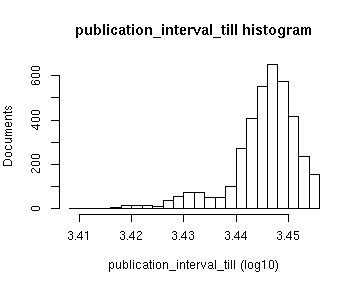 publication_interval_till histogram
Documents
600
400
200
0
3.41 3.42 3.43 3.44 3.45
publication_interval_till (log10)